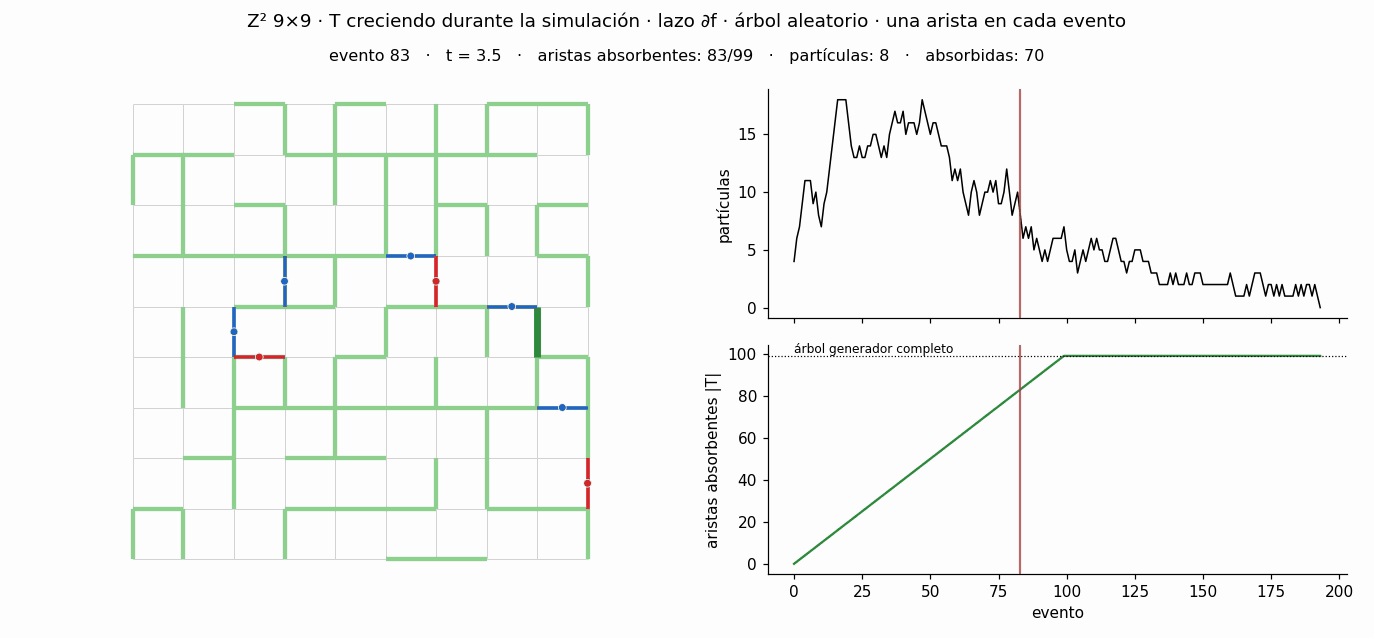 Z² 9×9 · T creciendo durante la simulación · lazo ∂f · árbol aleatorio · una arista en cada evento
evento 83 · t = 3.5 · aristas absorbentes: 83/99 · partículas: 8 · absorbidas: 70
15
10
5
0
partículas
árbol generador completo
100
80
60
40
20
0
aristas absorbentes |T|
0 25 50 75 100 125 150 175 200
evento